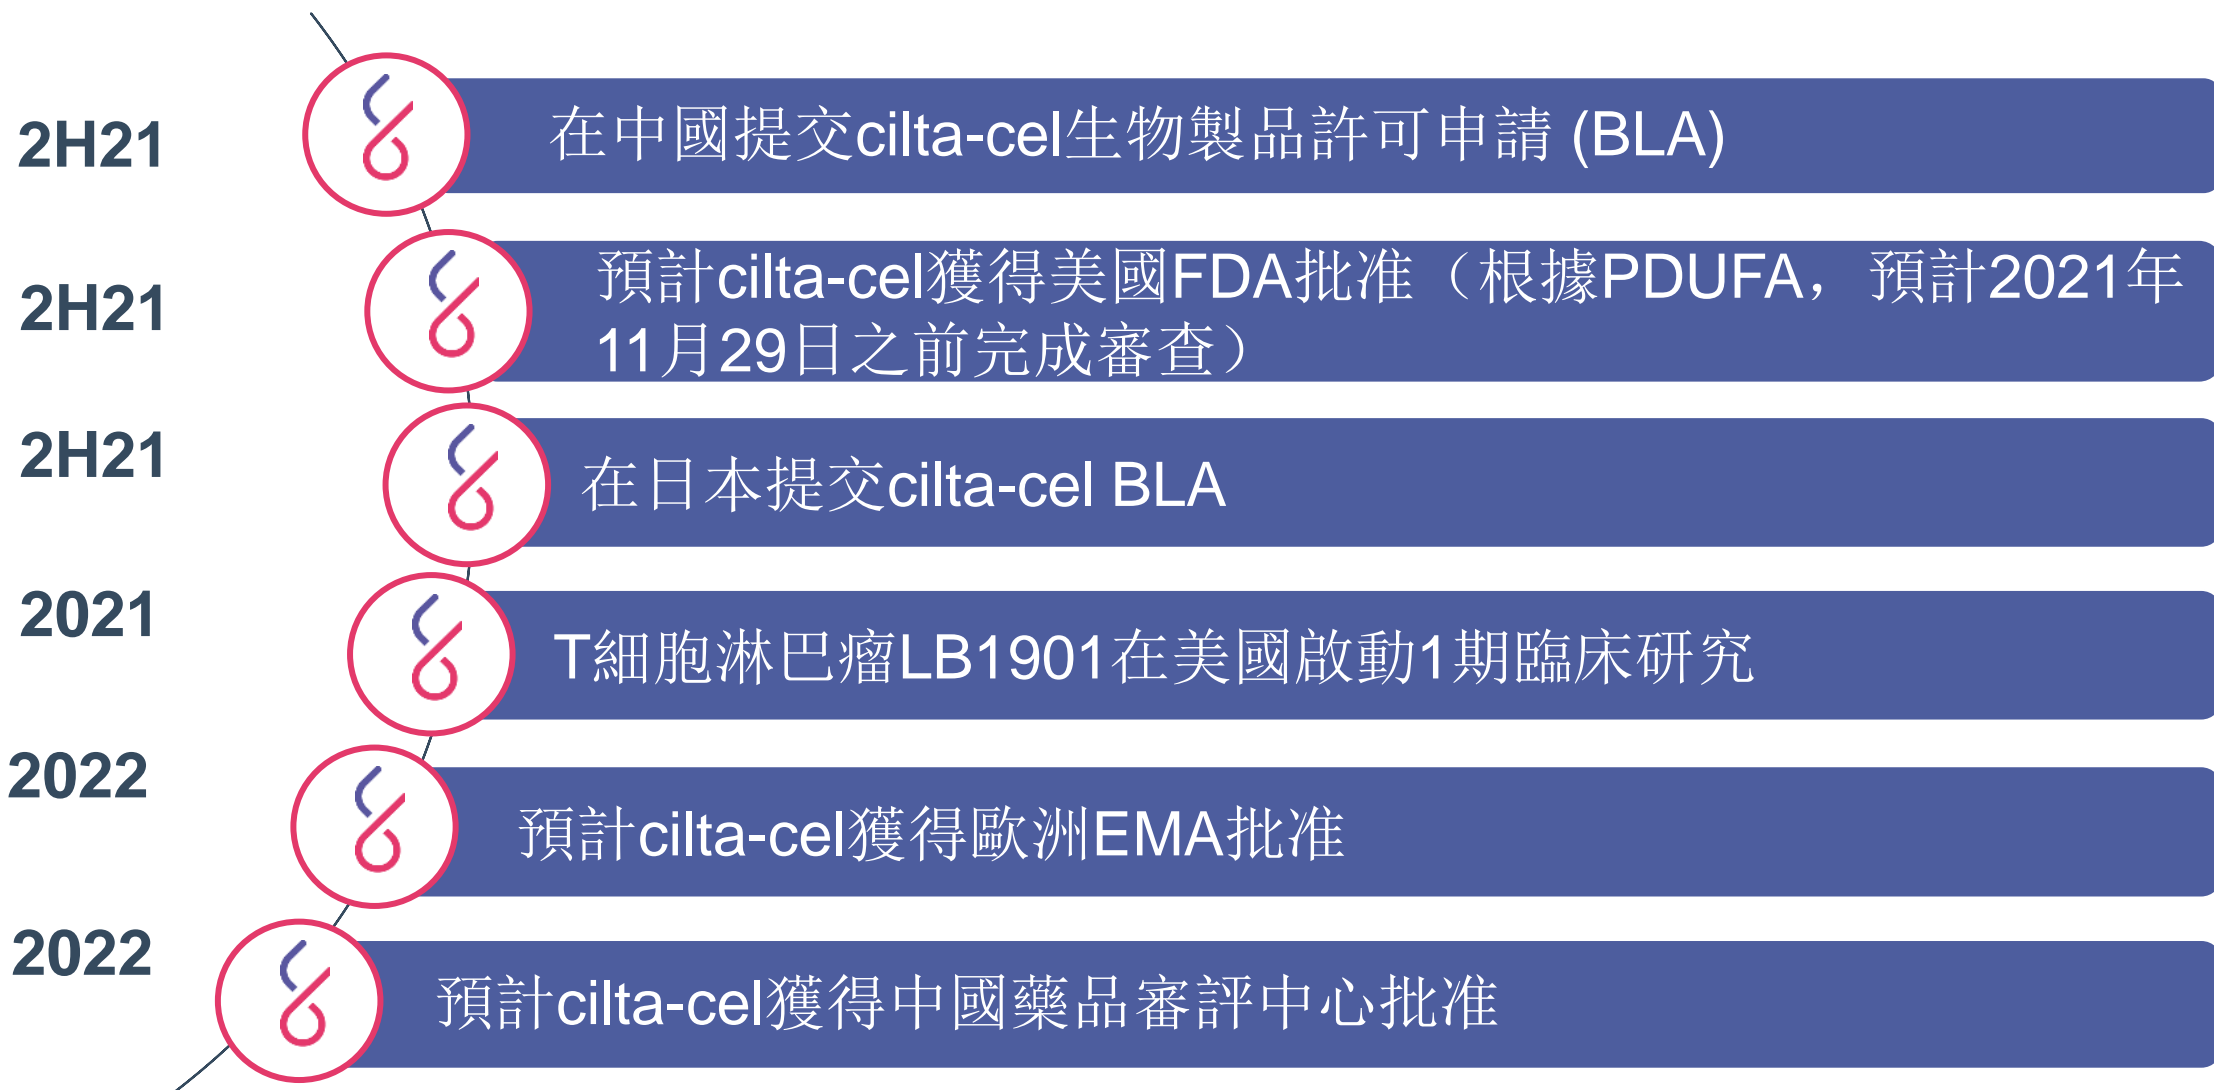 2H21
在中國提交cilta-cel生物製品許可申請 (BLA)
2H21
預計cilta-cel獲得美國FDA批准（根據PDUFA，預計2021年
11月29日之前完成審查）
2H21
在日本提交cilta-cel BLA
2021
T細胞淋巴瘤LB1901在美國啟動1期臨床研究
2022
預計cilta-cel獲得歐洲EMA批准
2022
預計cilta-cel獲得中國藥品審評中心批准